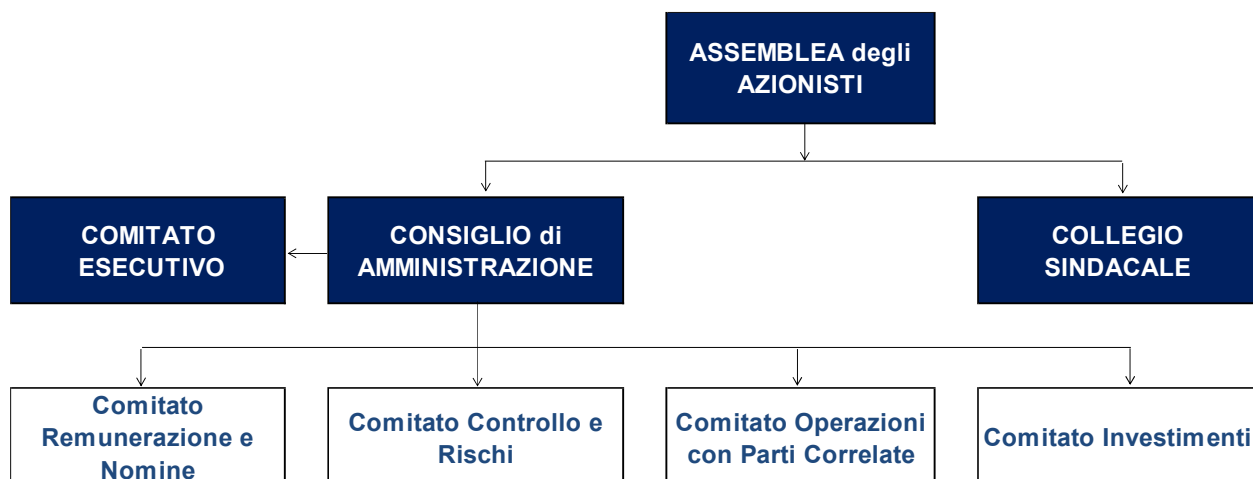 ASSEMBLEA degli
AZIONISTI
COMITATO
ESECUTIVO
CONSIGLIO di
AMMINISTRAZIONE
COLLEGIO
SINDACALE
Comitato
Remunerazione e
Nomine
Comitato Controllo e
Rischi
Comitato Operazioni
con Parti Correlate
Comitato Investimenti